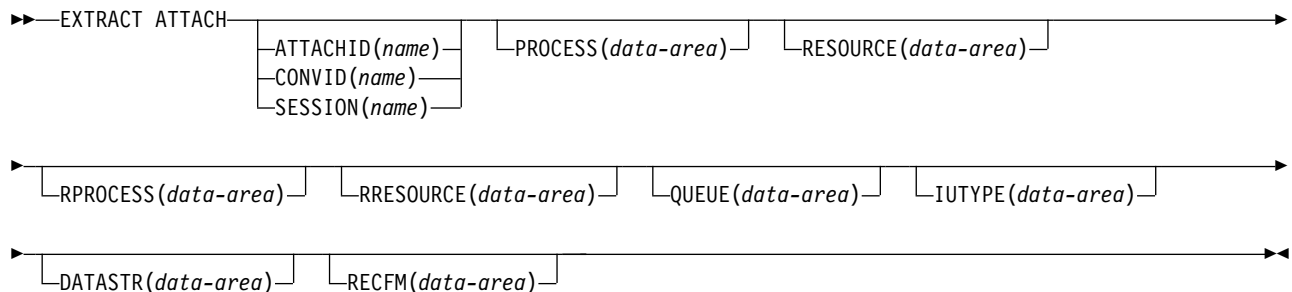 EXTRACT ATTACH
ATTACHID(name) PROCESS(data-area) RESOURCE(data-area)
CONVID(name)
SESSION(name)
RPROCESS(data-area) RRESOURCE(data-area) QUEUE(data-area) IUTYPE(data-area)
DATASTR(data-area) RECFM(data-area)